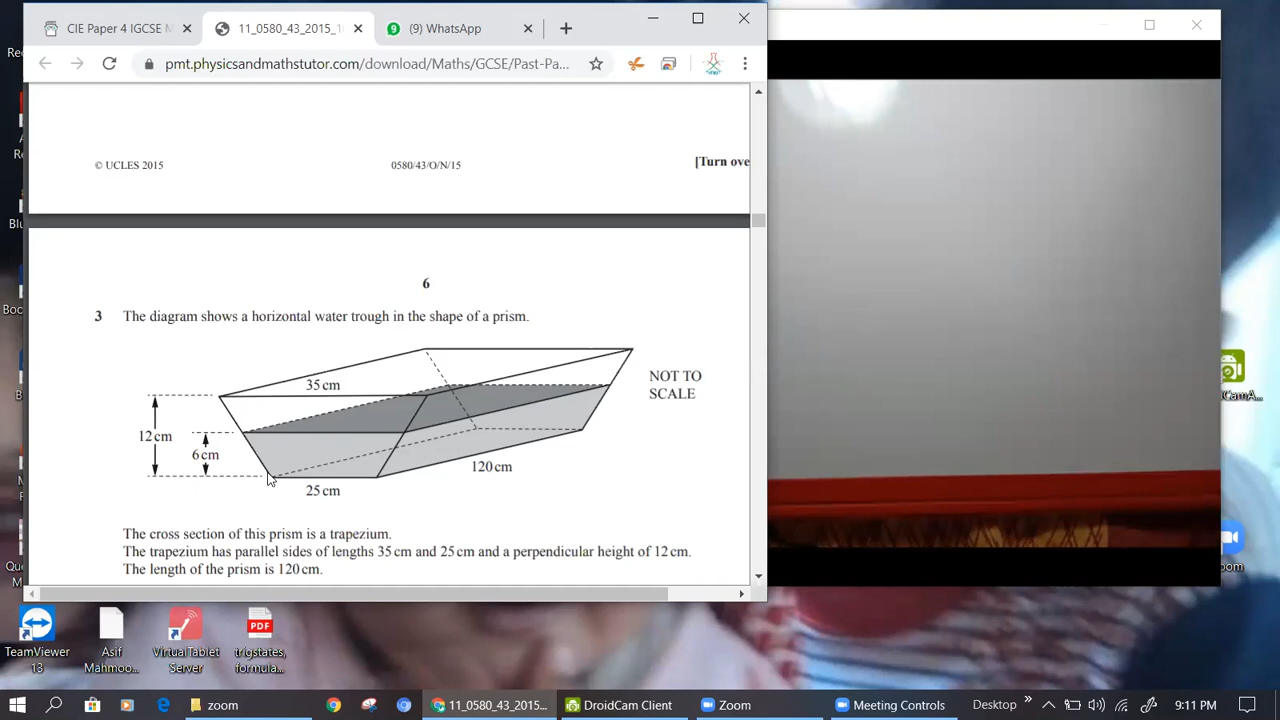 CIE Paper 4 IGCSE M
11_0580_43_2015_1
(9) WhatsApp
pmt.physicsandmathstutor.com/download/Maths/GCSE/Past-Pa...
© UCLES 2015
0580/43/O/N/15
[Turn ove
6
3 The diagram shows a horizontal water trough in the shape of a prism.
35 cm
NOT TO
SCALE
12 cm
6 cm
120 cm
25 cm
The cross section of this prism is a trapezium.
The trapezium has parallel sides of lengths 35 cm and 25 cm and a perpendicular height of 12 cm.
The length of the prism is 120 cm.
TeamViewer
13
Asif
Mahmoo...
VirtualTablet
Server
PDF
trigstates,
formula...
zoom
11_0580_43_2015...
DroidCam Client
Zoom
Meeting Controls
Desktop
9:11 PM